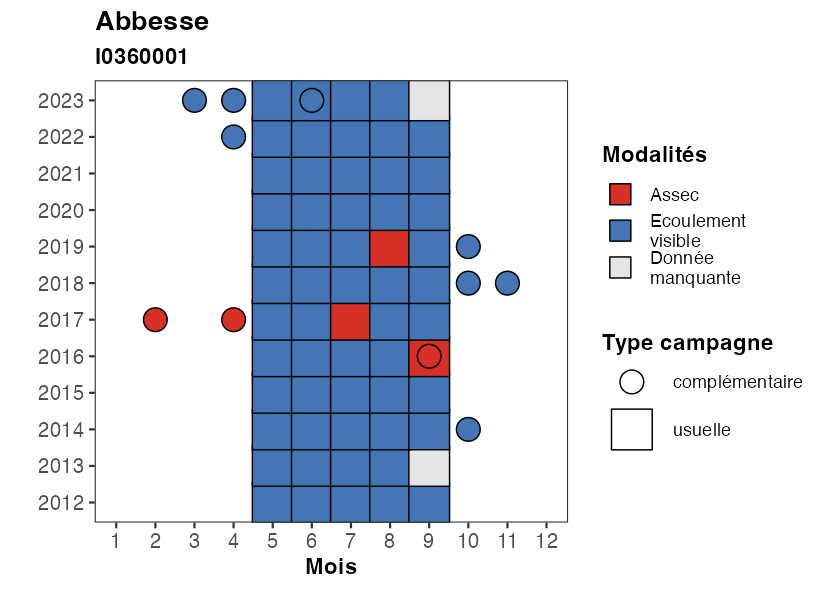 Abbesse
I0360001
2023
2022
2021
2020
2019
2018
2017
2016
2015
2014
2013
2012
1 2 3 4 5 6 7 8 9 10 11 12
Mois
Modalités
Assec
Ecoulement
visible
Donnée
manquante
Type campagne
complémentaire
usuelle